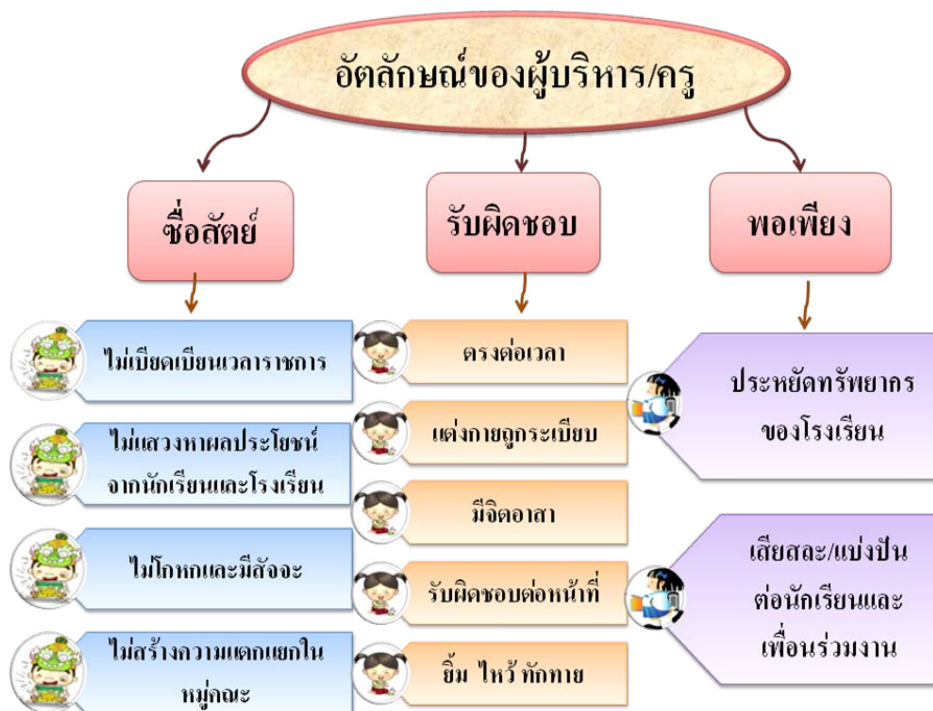 อัตลักษณ์ของผู้บริหาร/ครู
ซื่อสัตย์
ไม่เบียดเบียนเวลาราชการ
ไม่แสวงหาผลประโยชน์
จากนักเรียนและโรงเรียน
ไม่โกหกและมีสัจจะ
ไม่สร้างความแตกแยกใน
หมู่คณะ
รับผิดชอบ
ตรงต่อเวลา
แต่งกายถูกระเบียบ
มีจิตอาสา
รับผิดชอบต่อหน้าที่
ยิ้ม ไหว้ ทักทาย
พอเพียง
ประหยัดทรัพยากร
ของโรงเรียน
เสียสละ/แบ่งปัน
ต่อนักเรียนและ
เพื่อนร่วมงาน